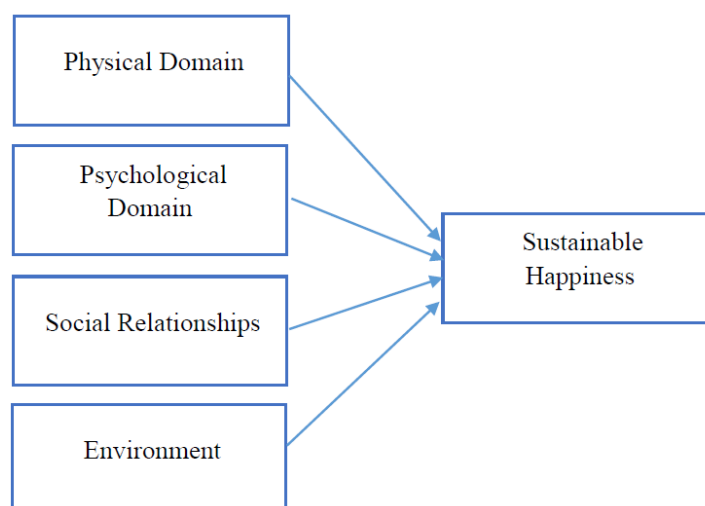 Physical Domain
Psychological
Domain
Sustainable
Happiness
Social Relationships
Environment